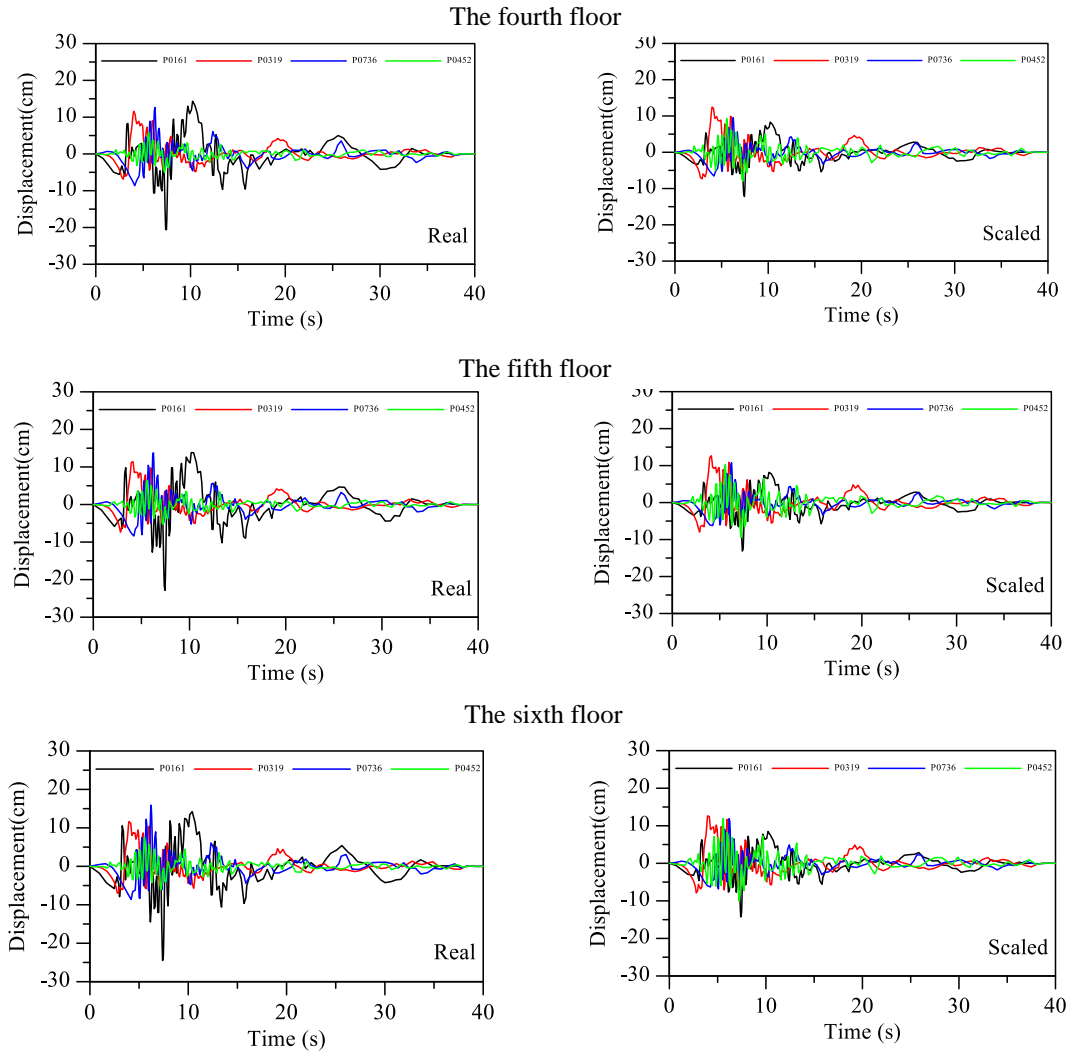 The fourth floor
30
20
10
0
-10
-20
-30
Displacement(cm)
P0161 P0319 P0736 P0452
Real
0 10 20 30 40
Time (s)
30
20
10
0
-10
-20
-30
Displacement(cm)
P0161 P0319 P0736 P0452
Scaled
0 10 20 30 40
Time (s)
The fifth floor
30
20
10
0
-10
-20
-30
Displacement(cm)
P0161 P0319 P0736 P0452
Real
0 10 20 30 40
Time (s)
30
20
10
0
-10
-20
-30
Displacement(cm)
P0161 P0319 P0736 P0452
Scaled
0 10 20 30 40
Time (s)
The sixth floor
30
20
10
0
-10
-20
-30
Displacement(cm)
P0161 P0319 P0736 P0452
Real
0 10 20 30 40
Time (s)
30
20
10
0
-10
-20
-30
Displacement(cm)
P0161 P0319 P0736 P0452
Scaled
0 10 20 30 40
Time (s)